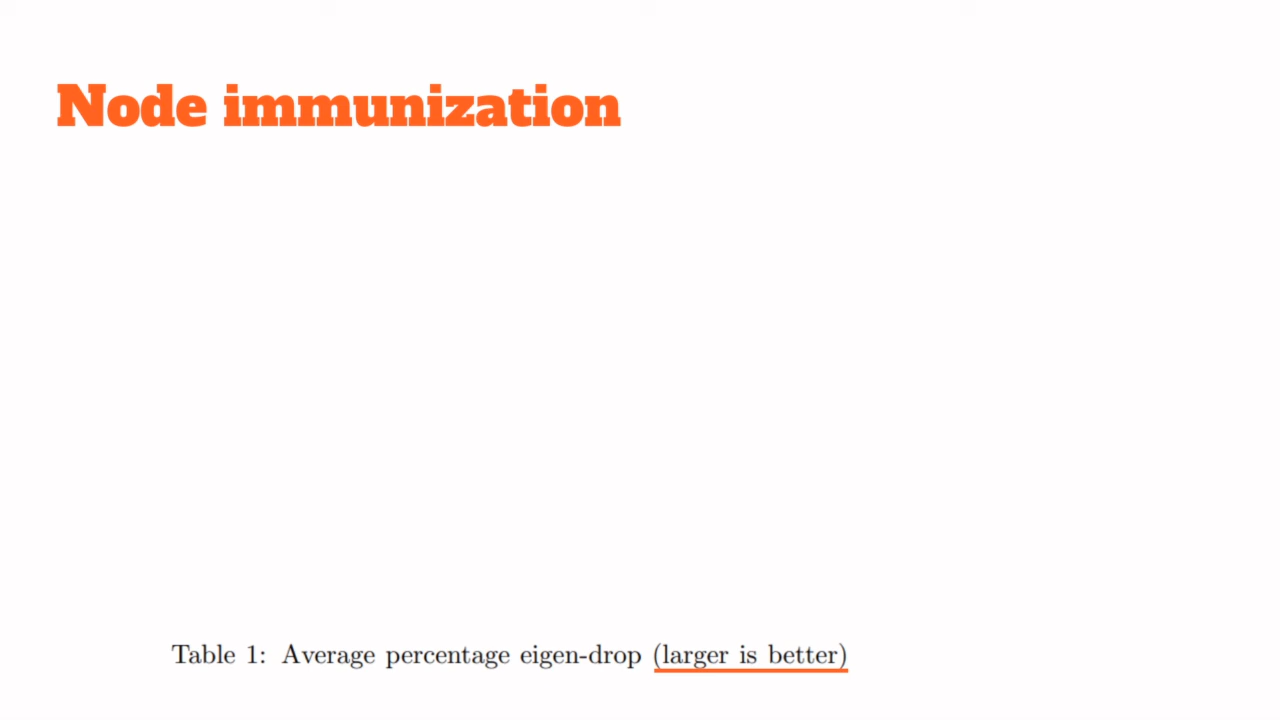 Node immunization
Table 1: Average percentage eigen-drop (larger is better)